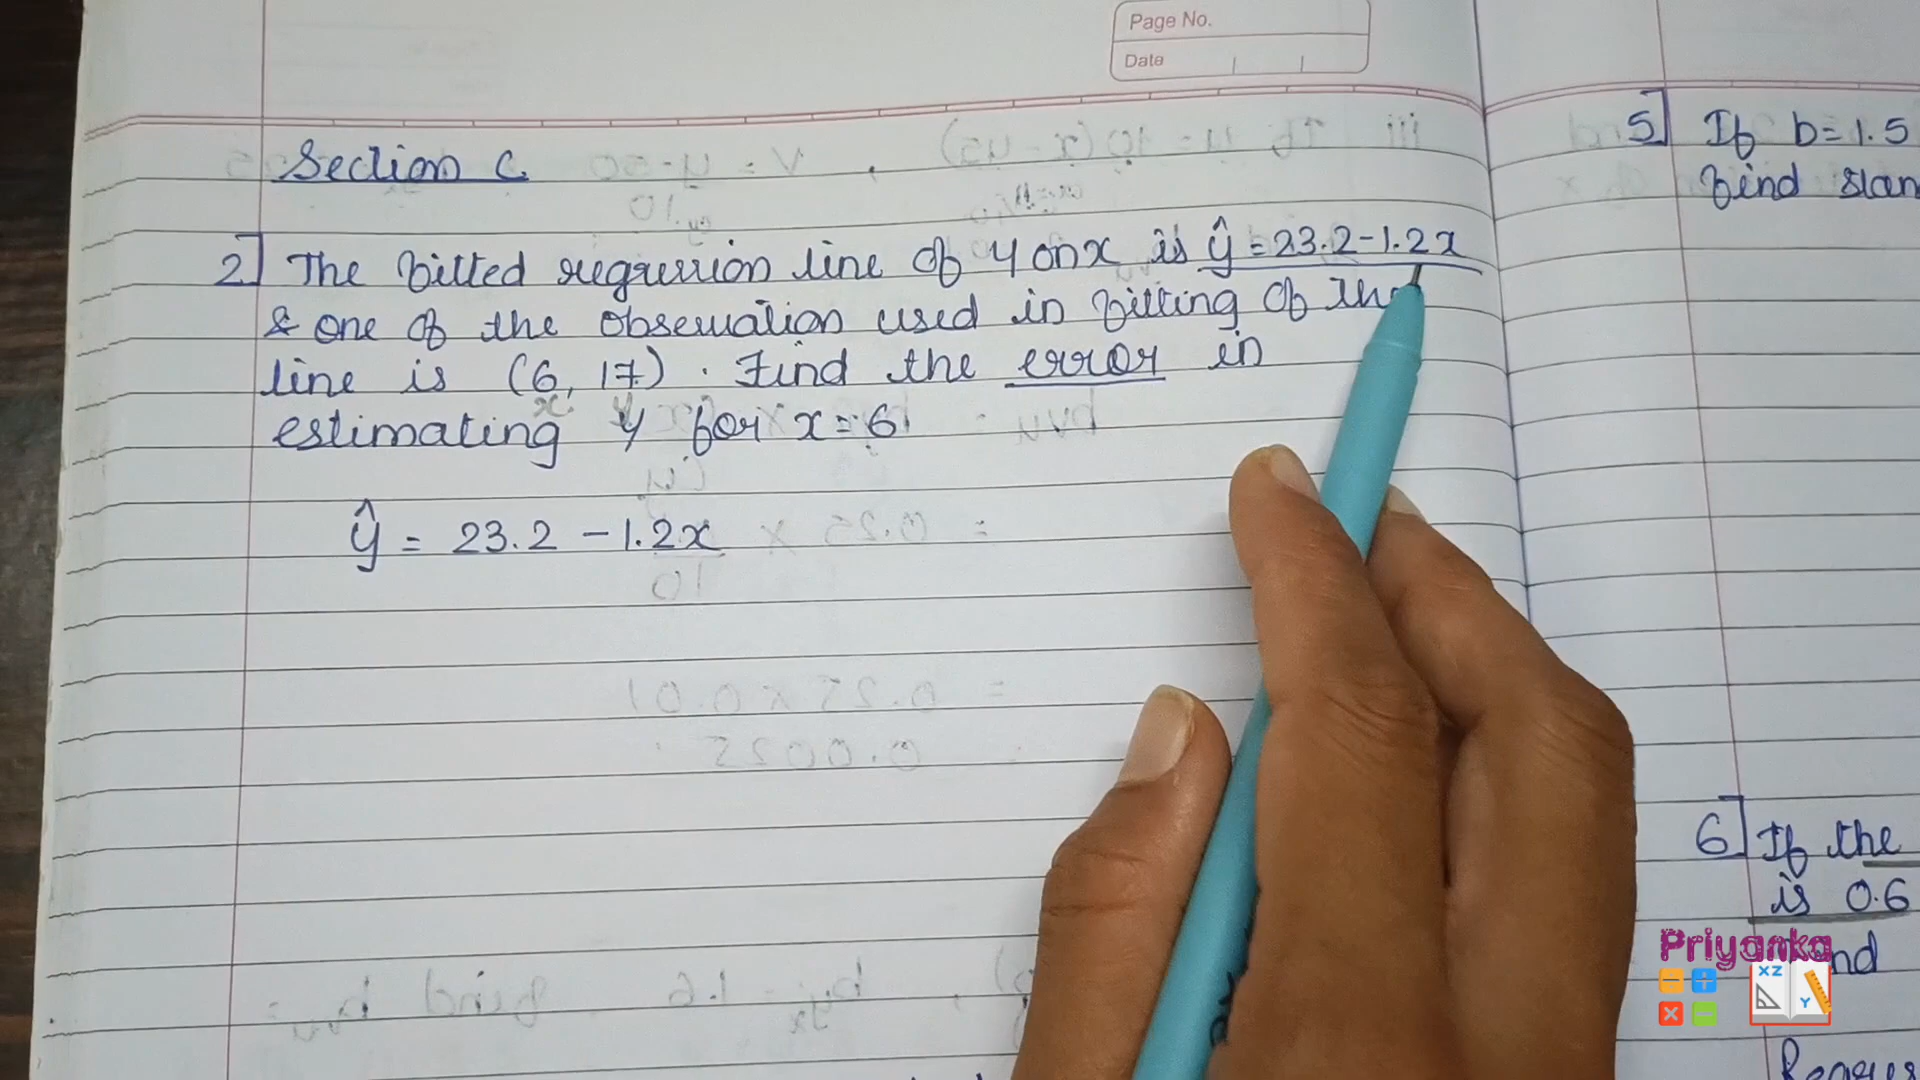 Page No.
Date
Section C
2] The fitted regression line of Y on x is ŷ = 23.2 - 1.2x
& one of the observation used in fitting of the
line is (6, 17). Find the error in
x y
estimating y for x = 6
ŷ = 23.2 - 1.2x
5] If b = 1.5
find stan
6] If the
is 0.6
Priyanka
XZ
Y